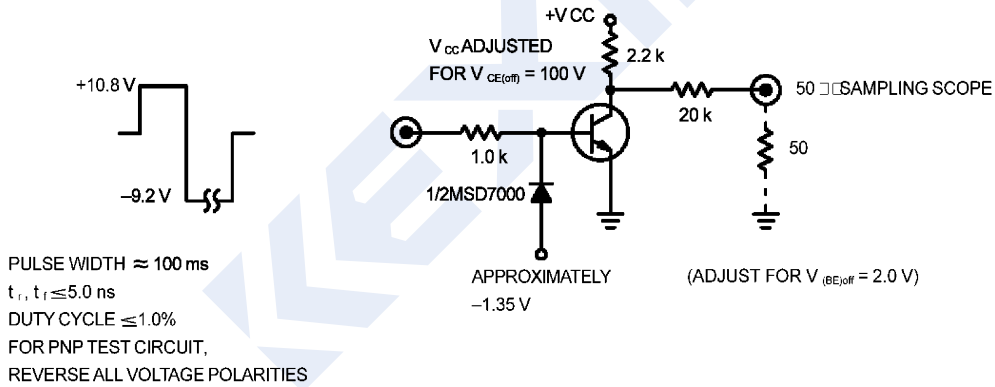 +V CC
V CC ADJUSTED
FOR V CE(off) = 100 V
2.2 k
+10.8 V
50 □□SAMPLING SCOPE
20 k
1.0 k
50
1/2MSD7000
–9.2 V
PULSE WIDTH ≈ 100 ms
t r, t f ≤5.0 ns
DUTY CYCLE ≤1.0%
FOR PNP TEST CIRCUIT,
REVERSE ALL VOLTAGE POLARITIES
APPROXIMATELY
–1.35 V
(ADJUST FOR V (BE)off = 2.0 V)